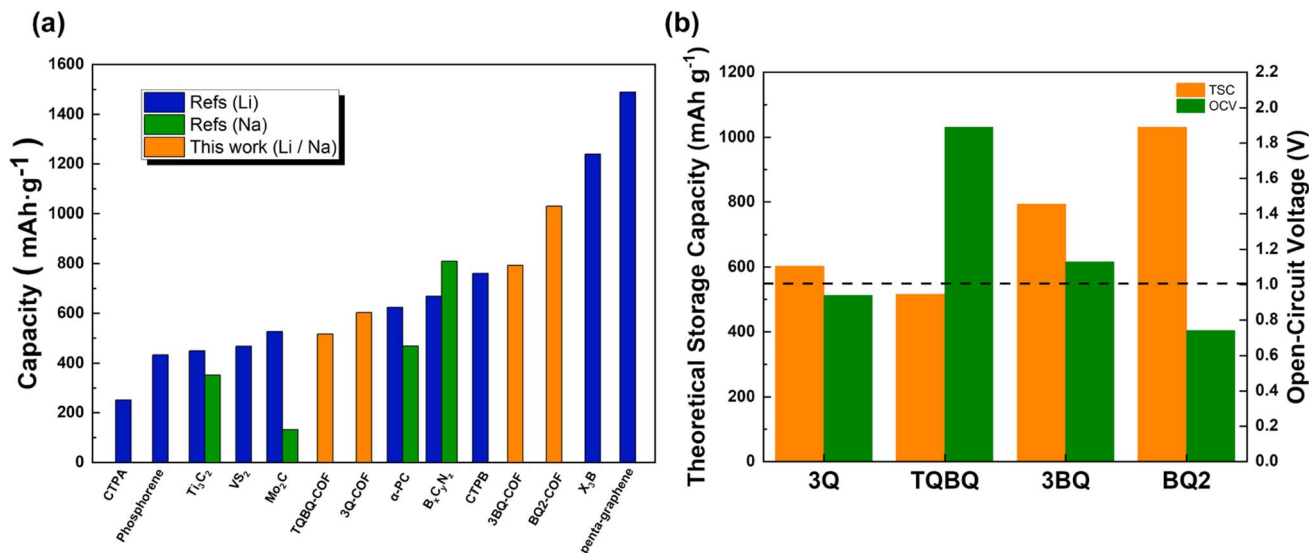 (a)
Capacity ( mAh·g⁻¹)
1600
1400
1200
1000
800
600
400
200
0
Refs (Li)
Refs (Na)
This work (Li / Na)
CTPA
Phosphorene
Ti₃C₂
VS₂
Mo₂C
TQBQ-COF
3Q-COF
α-PC
BₓCᵧN₂
CTPB
3BQ-COF
BQ2-COF
X₃B
penta-graphene
(b)
Theoretical Storage Capacity (mAh g⁻¹)
1200
1000
800
600
400
200
0
TSC
OCV
2.2
2.0
1.8
1.6
1.4
1.2
1.0
0.8
0.6
0.4
0.2
0.0
Open-Circuit Voltage (V)
3Q
TQBQ
3BQ
BQ2